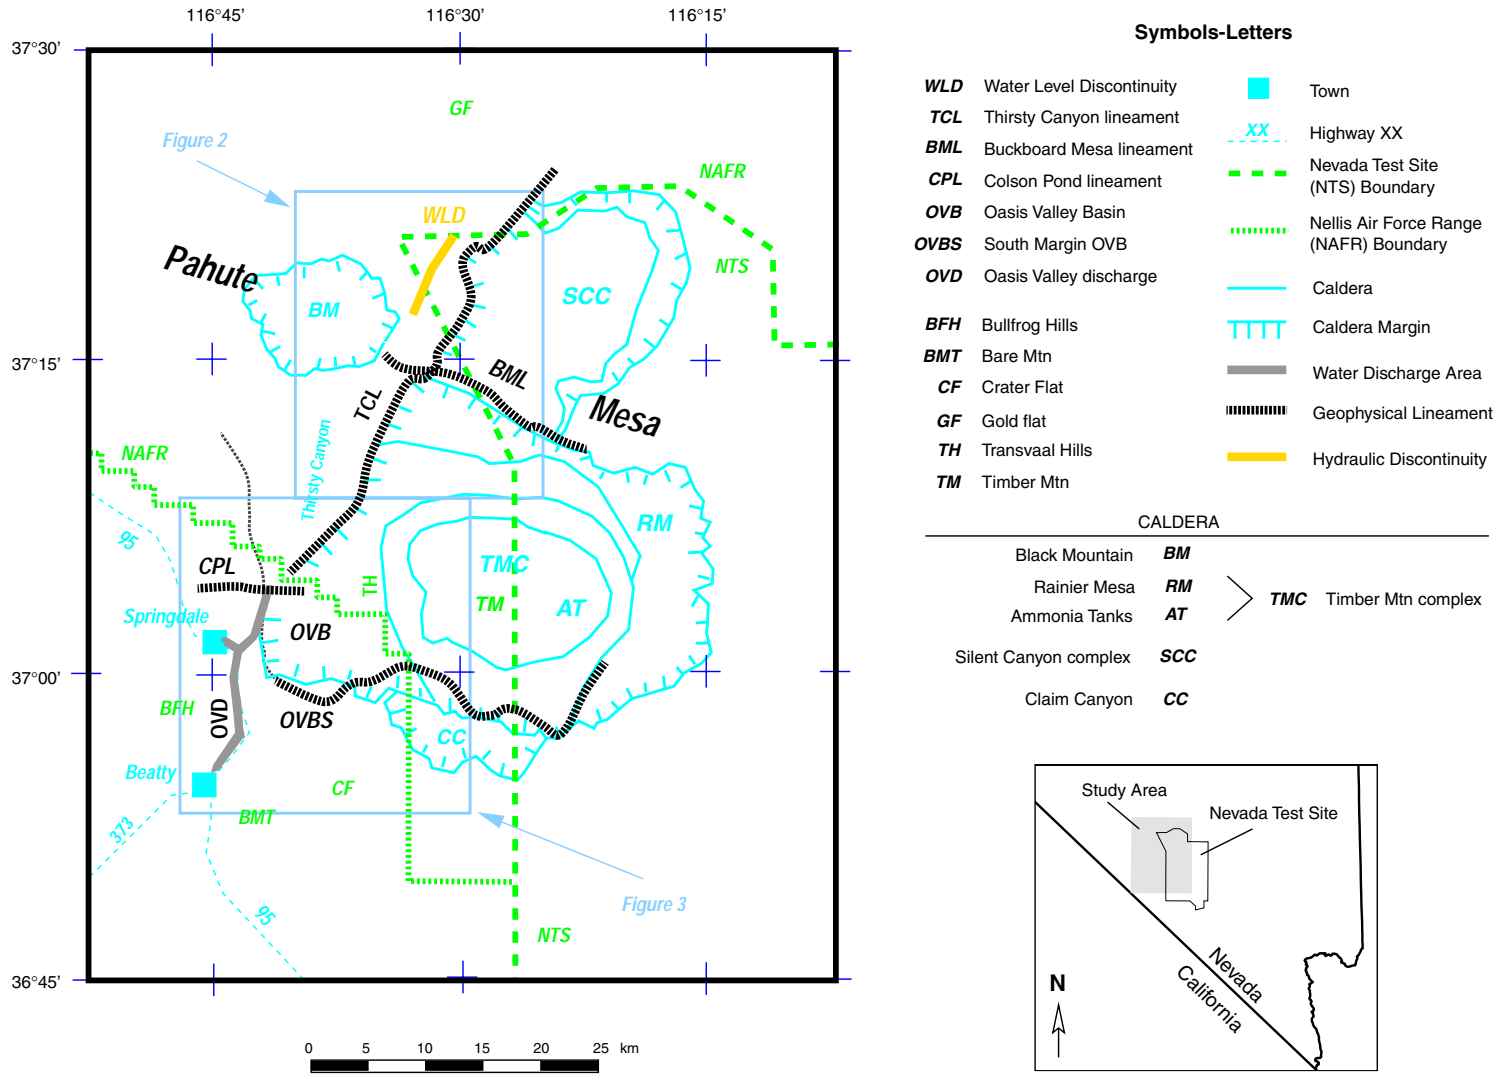 116°45’ 116°30’ 116°15’
37°30’
37°15’
37°00’
36°45’
GF
Figure 2
NAFR
WLD
NTS
Pahute
BM
SCC
BML
TCL
Mesa
Thirsty Canyon
NAFR
95
RM
CPL
TMC
TH
TM
AT
Springdale
OVB
BFH
OVD
OVBS
CC
Beatty
CF
BMT
373
95
Figure 3
NTS
0 5 10 15 20 25 km
Symbols-Letters
WLD Water Level Discontinuity
TCL Thirsty Canyon lineament
BML Buckboard Mesa lineament
CPL Colson Pond lineament
OVB Oasis Valley Basin
OVBS South Margin OVB
OVD Oasis Valley discharge
BFH Bullfrog Hills
BMT Bare Mtn
CF Crater Flat
GF Gold flat
TH Transvaal Hills
TM Timber Mtn
Town
XX Highway XX
Nevada Test Site
(NTS) Boundary
Nellis Air Force Range
(NAFR) Boundary
Caldera
Caldera Margin
Water Discharge Area
Geophysical Lineament
Hydraulic Discontinuity
CALDERA
Black Mountain BM
Rainier Mesa RM
Ammonia Tanks AT
TMC Timber Mtn complex
Silent Canyon complex SCC
Claim Canyon CC
Study Area
Nevada Test Site
Nevada
California
N